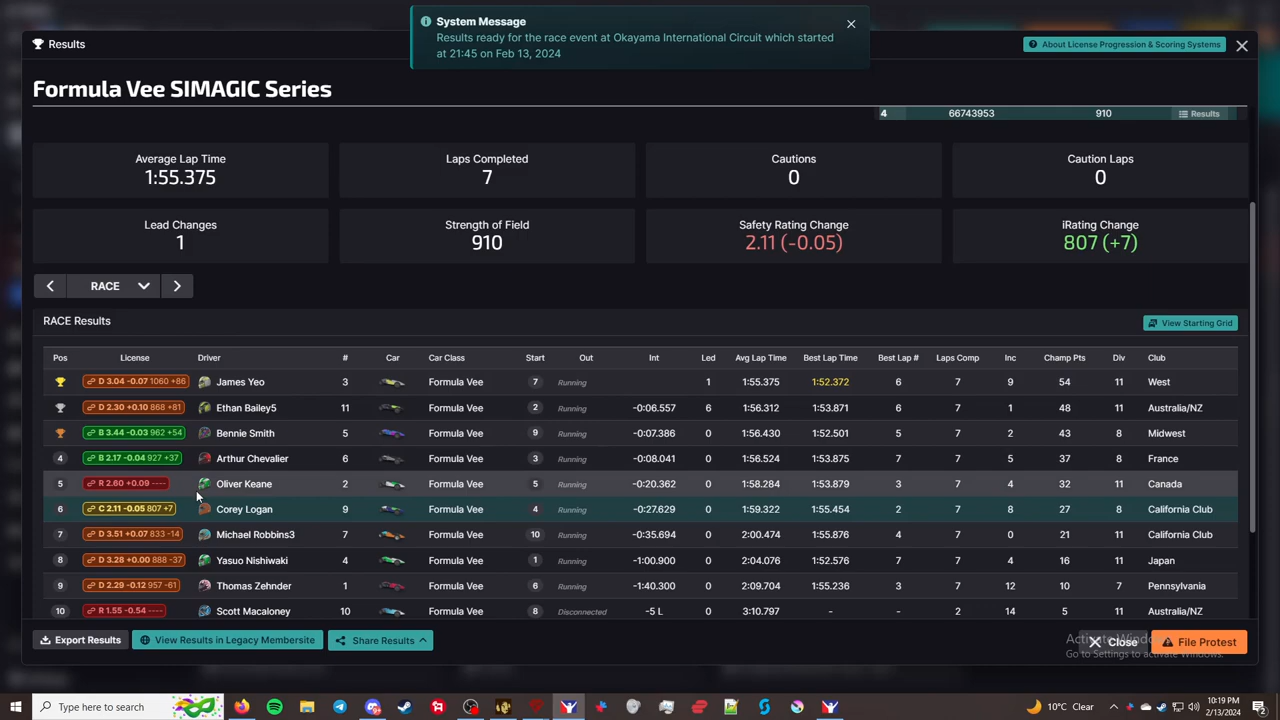 System Message
Results ready for the race event at Okayama International Circuit which started
at 21:45 on Feb 13, 2024
Results
About License Progression & Scoring Systems
Formula Vee SIMAGIC Series
4 66743953 910 Results
Average Lap Time Laps Completed Cautions Caution Laps
1:55.375 7 0 0
Lead Changes Strength of Field Safety Rating Change iRating Change
1 910 2.11 (-0.05) 807 (+7)
RACE
RACE Results
View Starting Grid
Pos License Driver # Car Car Class Start Out Int Led Avg Lap Time Best Lap Time Best Lap # Laps Comp Inc Champ Pts Div Club
D 3.04 -0.07 1060 +86 James Yeo 3 Formula Vee 7 Running 1 1:55.375 1:52.372 6 7 9 54 11 West
D 2.30 +0.10 868 +81 Ethan Bailey5 11 Formula Vee 2 Running -0:06.557 6 1:56.312 1:53.871 6 7 1 48 11 Australia/NZ
B 3.44 -0.03 962 +54 Bennie Smith 5 Formula Vee 9 Running -0:07.386 0 1:56.430 1:52.501 5 7 2 43 8 Midwest
4 B 2.17 -0.04 927 +37 Arthur Chevalier 6 Formula Vee 3 Running -0:08.041 0 1:56.524 1:53.875 7 7 5 37 8 France
5 R 2.60 +0.09 ---- Oliver Keane 2 Formula Vee 5 Running -0:20.362 0 1:58.284 1:53.879 3 7 4 32 11 Canada
6 C 2.11 -0.05 807 +7 Corey Logan 9 Formula Vee 4 Running -0:27.629 0 1:59.322 1:55.454 2 7 8 27 8 California Club
7 D 3.51 +0.07 833 -14 Michael Robbins3 7 Formula Vee 10 Running -0:35.694 0 2:00.474 1:55.876 4 7 0 21 11 California Club
8 D 3.28 +0.00 888 -37 Yasuo Nishiwaki 4 Formula Vee 1 Running -1:00.900 0 2:04.076 1:52.576 7 7 4 16 11 Japan
9 D 2.29 -0.12 957 -61 Thomas Zehnder 1 Formula Vee 6 Running -1:40.300 0 2:09.704 1:55.236 3 7 12 10 7 Pennsylvania
10 R 1.55 -0.54 ---- Scott Macaloney 10 Formula Vee 8 Disconnected -5 L 0 3:10.797 - - 2 14 5 11 Australia/NZ
Export Results View Results in Legacy Membersite Share Results Close File Protest
Activate Windows
Go to Settings to activate Windows.
Type here to search 10°C Clear 10:19 PM
2/13/2024 2